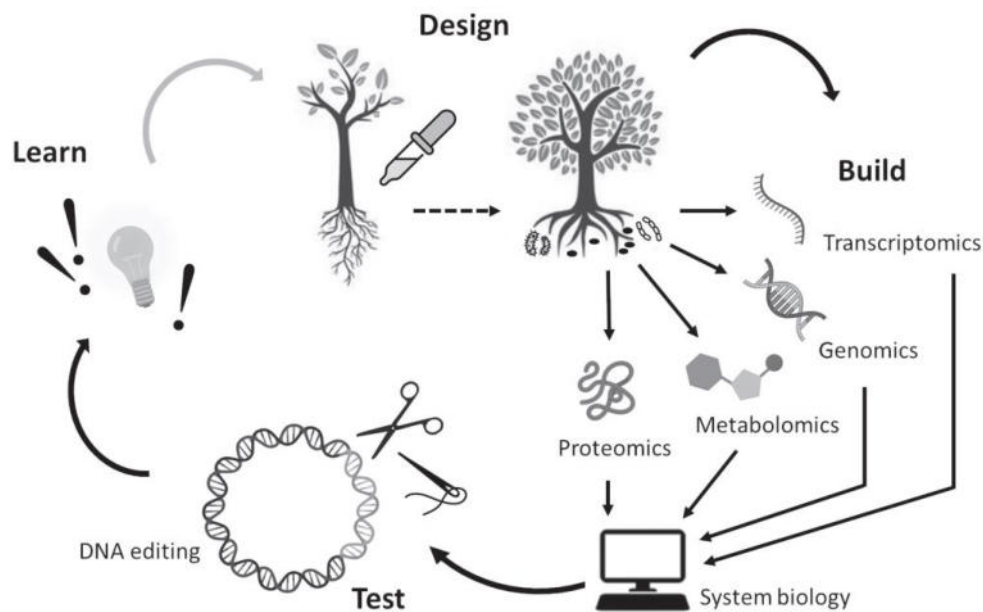 Design
Learn
Build
Transcriptomics
Genomics
Metabolomics
Proteomics
DNA editing
Test
System biology